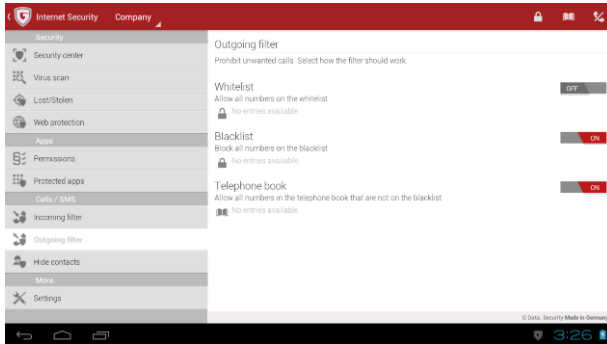 Internet Security Company
Security
Security center
Virus scan
Lost/Stolen
Web protection
Apps
Permissions
Protected apps
Calls / SMS
Incoming filter
Outgoing filter
Hide contacts
More
Settings
Outgoing filter
Prohibit unwanted calls. Select how the filter should work:
Whitelist
OFF
Allow all numbers on the whitelist
No entries available.
Blacklist
ON
Block all numbers on the blacklist
No entries available.
Telephone book
ON
Allow all numbers in the telephone book that are not on the blacklist
No entries available.
G Data. Security Made in Germany
3:26